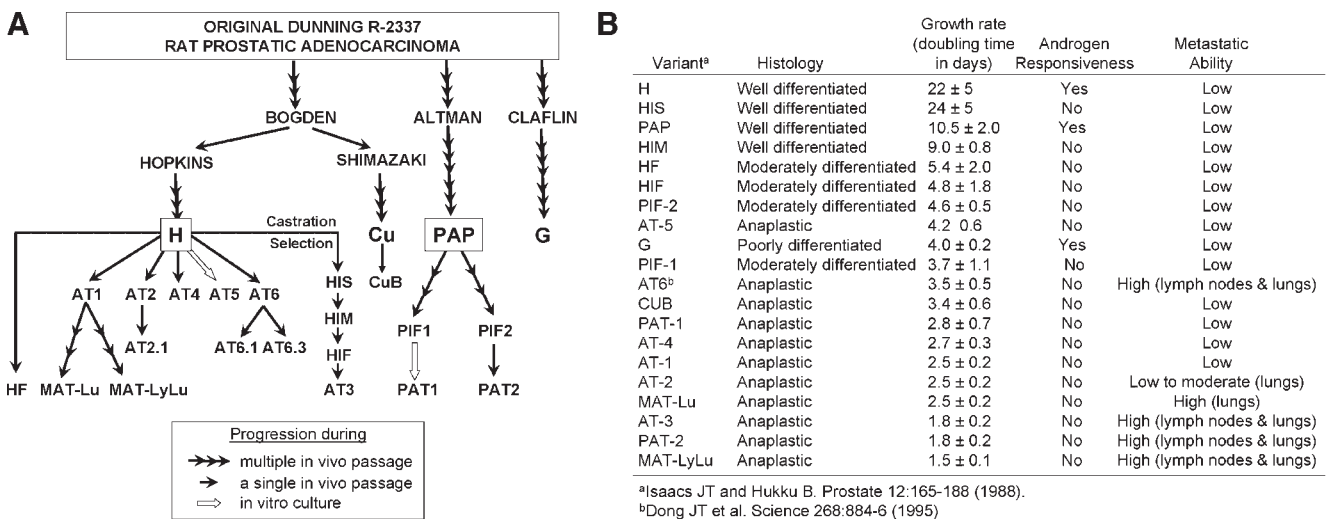 A
ORIGINAL DUNNING R-2337
RAT PROSTATIC ADENOCARCINOMA
BOGDEN
ALTMAN
CLAFLIN
HOPKINS
SHIMAZAKI
H
Castration
Selection
Cu
PAP
G
HIS
CuB
AT1
AT2
AT4
AT5
AT6
HIM
PIF1
PIF2
AT2.1
AT6.1
AT6.3
HIF
HF
MAT-Lu
MAT-LyLu
AT3
PAT1
PAT2
Progression during
multiple in vivo passage
a single in vivo passage
in vitro culture
B
Growth rate
(doubling time Androgen Metastatic
Variantᵃ Histology in days) Responsiveness Ability
H Well differentiated 22 ± 5 Yes Low
HIS Well differentiated 24 ± 5 No Low
PAP Well differentiated 10.5 ± 2.0 Yes Low
HIM Well differentiated 9.0 ± 0.8 No Low
HF Moderately differentiated 5.4 ± 2.0 No Low
HIF Moderately differentiated 4.8 ± 1.8 No Low
PIF-2 Moderately differentiated 4.6 ± 0.5 No Low
AT-5 Anaplastic 4.2 0.6 No Low
G Poorly differentiated 4.0 ± 0.2 Yes Low
PIF-1 Moderately differentiated 3.7 ± 1.1 No Low
AT6ᵇ Anaplastic 3.5 ± 0.5 No High (lymph nodes & lungs)
CUB Anaplastic 3.4 ± 0.6 No Low
PAT-1 Anaplastic 2.8 ± 0.7 No Low
AT-4 Anaplastic 2.7 ± 0.3 No Low
AT-1 Anaplastic 2.5 ± 0.2 No Low
AT-2 Anaplastic 2.5 ± 0.2 No Low to moderate (lungs)
MAT-Lu Anaplastic 2.5 ± 0.2 No High (lungs)
AT-3 Anaplastic 1.8 ± 0.2 No High (lymph nodes & lungs)
PAT-2 Anaplastic 1.8 ± 0.2 No High (lymph nodes & lungs)
MAT-LyLu Anaplastic 1.5 ± 0.1 No High (lymph nodes & lungs)
ᵃIsaacs JT and Hukku B. Prostate 12:165-188 (1988).
ᵇDong JT et al. Science 268:884-6 (1995)